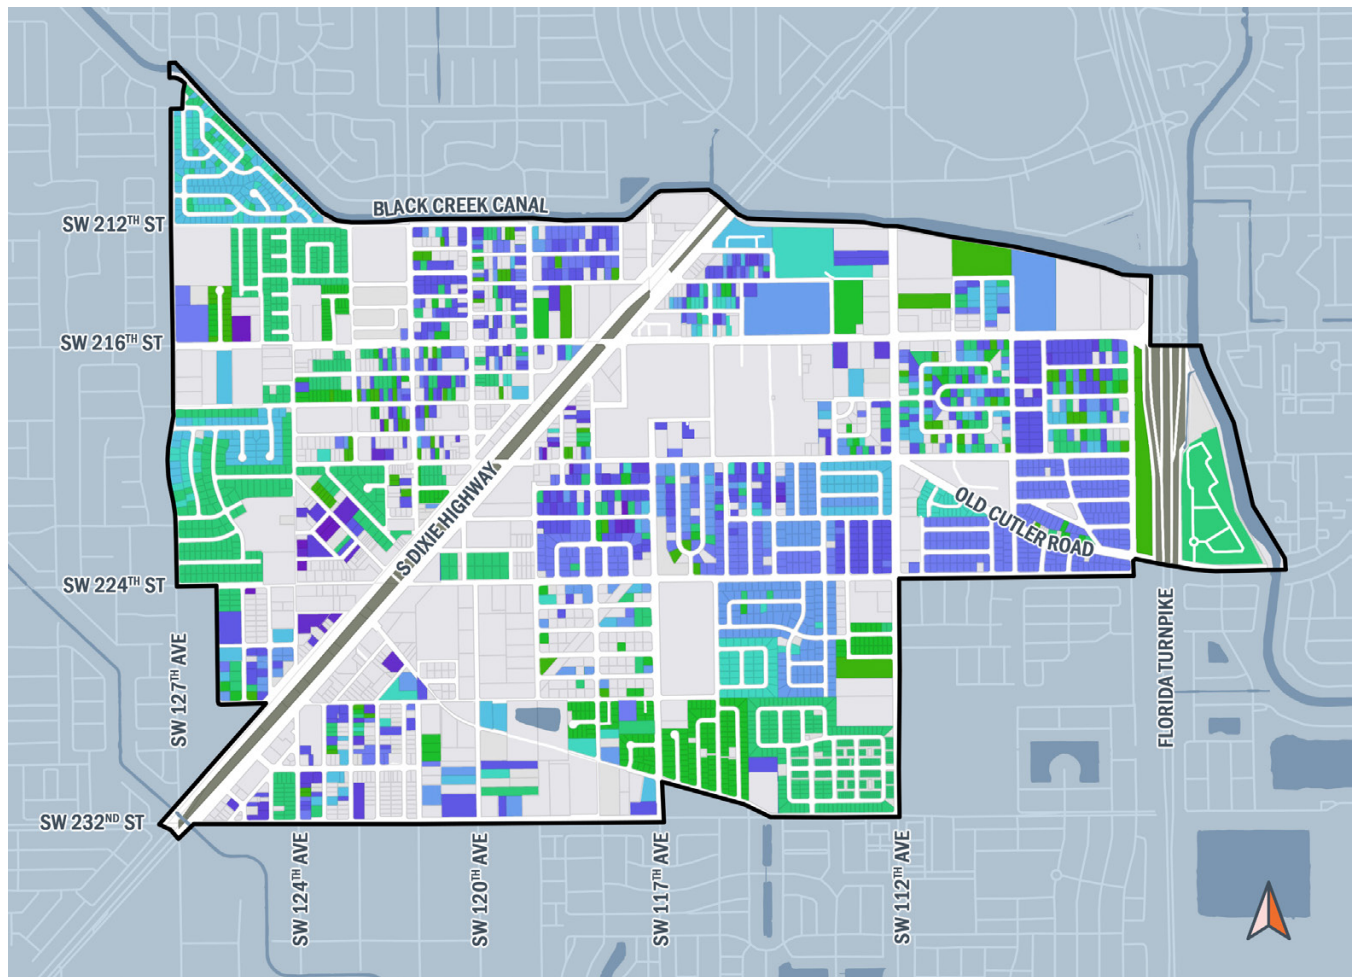 BLACK CREEK CANAL
SW 212TH ST
SW 216TH ST
S DIXIE HIGHWAY
OLD CUTLER ROAD
SW 224TH ST
SW 127TH AVE
FLORIDA TURNPIKE
SW 232ND ST
SW 124TH AVE
SW 120TH AVE
SW 117TH AVE
SW 112TH AVE